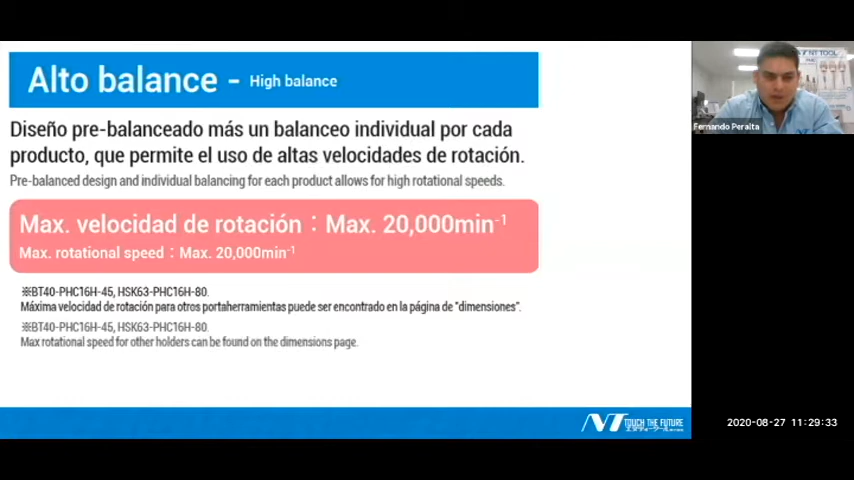 Alto balance - High balance
Diseño pre-balanceado más un balanceo individual por cada
producto, que permite el uso de altas velocidades de rotación.
Pre-balanced design and individual balancing for each product allows for high rotational speeds.
Max. velocidad de rotación : Max. 20,000min-1
Max. rotational speed : Max. 20,000min-1
※BT40-PHC16H-45, HSK63-PHC16H-80.
Máxima velocidad de rotación para otros portaherramientas puede ser encontrado en la página de "dimensiones".
※BT40-PHC16H-45, HSK63-PHC16H-80.
Max rotational speed for other holders can be found on the dimensions page.
NT TOUCH THE FUTURE
NT TOOL
Fernando Peralta
2020-08-27 11:29:33